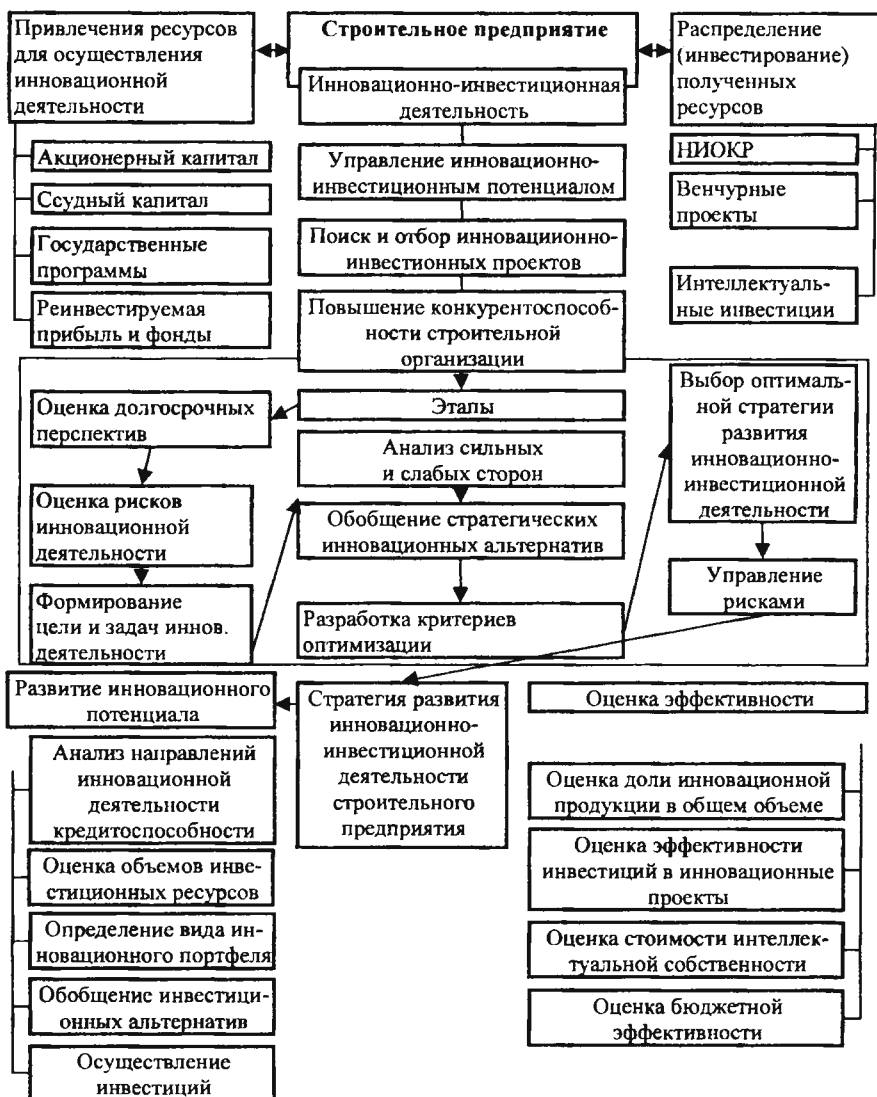 Привлечения ресурсов
для осуществления
инновационной
деятельности
Строительное предприятие
Инновационно-инвестиционная
деятельность
Распределение
(инвестирование)
полученных
ресурсов
Акционерный капитал
Ссудный капитал
Государственные
программы
Реинвестируемая
прибыль и фонды
Управление инновационно-
инвестиционным потенциалом
Поиск и отбор инновациионно-
инвестионных проектов
Повышение конкурентоспособ-
ности строительной
организации
НИОКР
Венчурные
проекты
Интеллектуаль-
ные инвестиции
Этапы
Оценка долгосрочных
перспектив
Оценка рисков
инновационной
деятельности
Формирование
цели и задач иннов.
деятельности
Анализ сильных
и слабых сторон
Обобщение стратегических
инновационных альтернатив
Разработка критериев
оптимизации
Выбор оптималь-
ной стратегии
развития
инновационно-
инвестиционной
деятельности
Управление
рисками
Развитие инновационного
потенциала
Стратегия развития
инновационно-
инвестиционной
деятельности
строительного
предприятия
Оценка эффективности
Анализ направлений
инновационной
деятельности
кредитоспособности
Оценка объемов инве-
стиционных ресурсов
Определение вида ин-
новационного портфеля
Обобщение инвестици-
онных альтернатив
Осуществление
инвестиций
Оценка доли инновационной
продукции в общем объеме
Оценка эффективности
инвестиций в инновационные
проекты
Оценка стоимости интеллек-
туальной собственности
Оценка бюджетной
эффективности